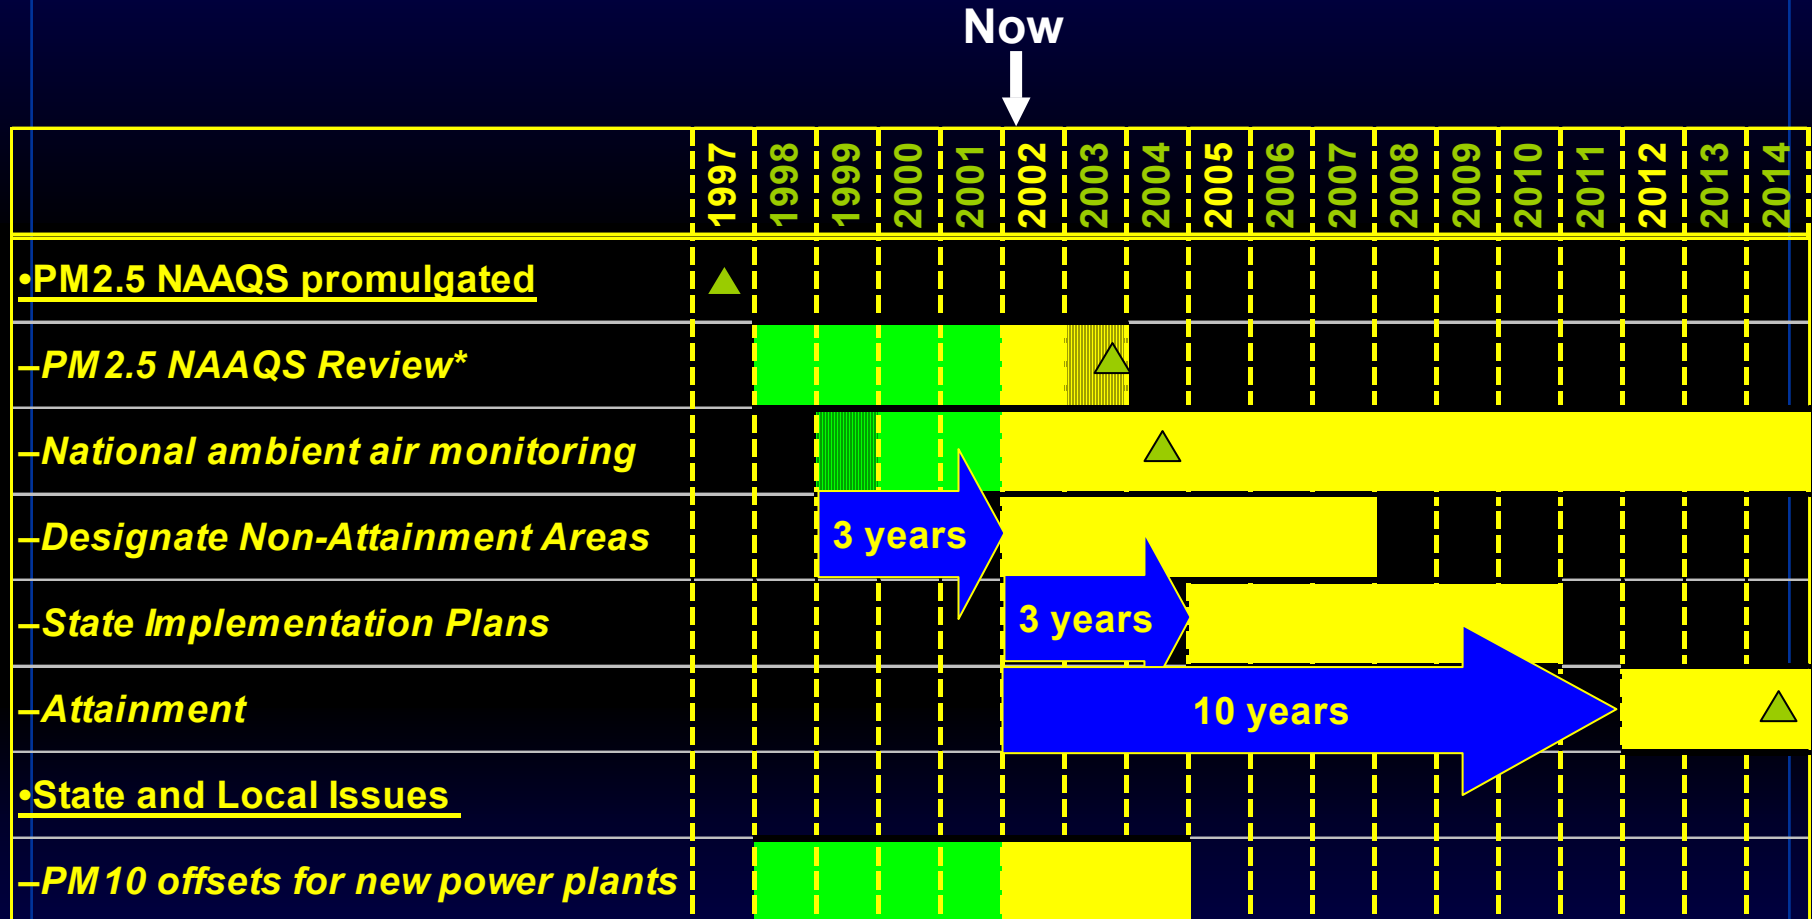 Now
1997 1998 1999 2000 2001 2002 2003 2004 2005 2006 2007 2008 2009 2010 2011 2012 2013 2014
•PM2.5 NAAQS promulgated
–PM2.5 NAAQS Review*
–National ambient air monitoring
–Designate Non-Attainment Areas
3 years
–State Implementation Plans
3 years
–Attainment
10 years
•State and Local Issues
–PM10 offsets for new power plants